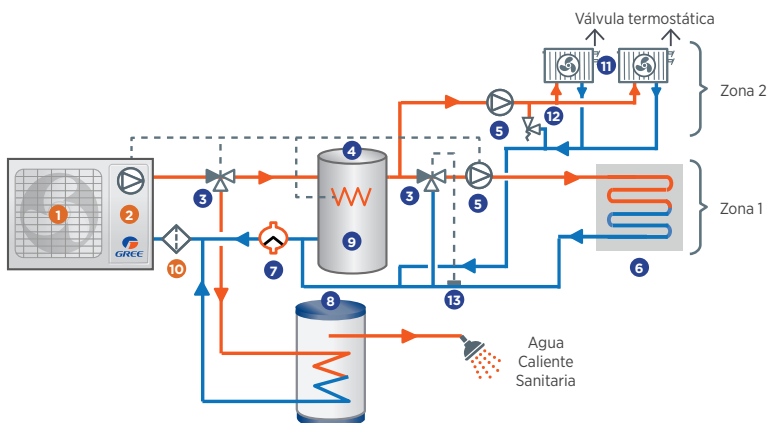 Válvula termostática
11
Zona 2
5
12
4
3
3
5
1
2
GREE
9
Zona 1
10
7
6
8
13
Agua
Caliente
Sanitaria